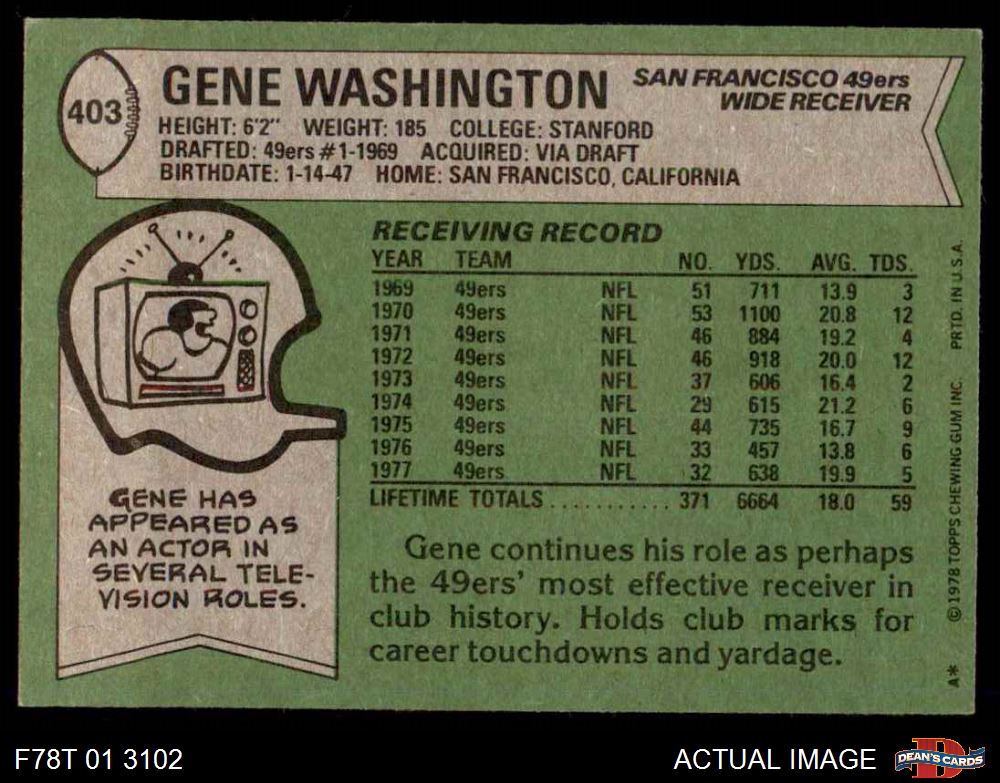 403
GENE WASHINGTON
SAN FRANCISCO 49ers
WIDE RECEIVER
HEIGHT: 6'2" WEIGHT: 185 COLLEGE: STANFORD
DRAFTED: 49ers #1-1969 ACQUIRED: VIA DRAFT
BIRTHDATE: 1-14-47 HOME: SAN FRANCISCO, CALIFORNIA
RECEIVING RECORD
YEAR TEAM NO. YDS. AVG. TDS.
1969 49ers NFL 51 711 13.9 3
1970 49ers NFL 53 1100 20.8 12
1971 49ers NFL 46 884 19.2 4
1972 49ers NFL 46 918 20.0 12
1973 49ers NFL 37 606 16.4 2
1974 49ers NFL 29 615 21.2 6
1975 49ers NFL 44 735 16.7 9
1976 49ers NFL 33 457 13.8 6
1977 49ers NFL 32 638 19.9 5
LIFETIME TOTALS ........... 371 6664 18.0 59
GENE HAS
APPEARED AS
AN ACTOR IN
SEVERAL TELE-
VISION ROLES.
Gene continues his role as perhaps
the 49ers' most effective receiver in
club history. Holds club marks for
career touchdowns and yardage.
A* ©1978 TOPPS CHEWING GUM INC. PRTD. IN U.S.A.
F78T 01 3102
ACTUAL IMAGE
D
DEAN'S CARDS